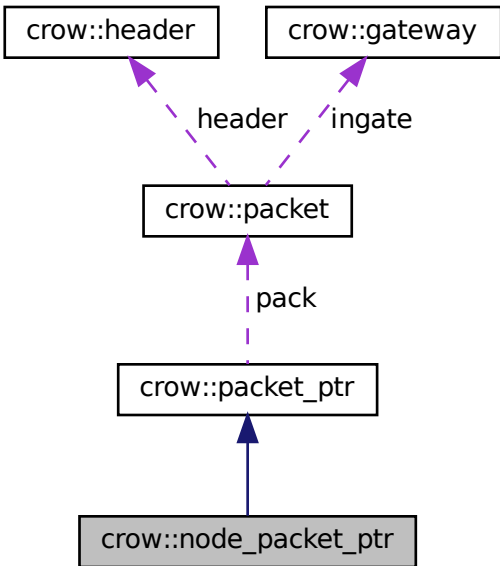 crow::header
crow::gateway
header
ingate
crow::packet
pack
crow::packet_ptr
crow::node_packet_ptr